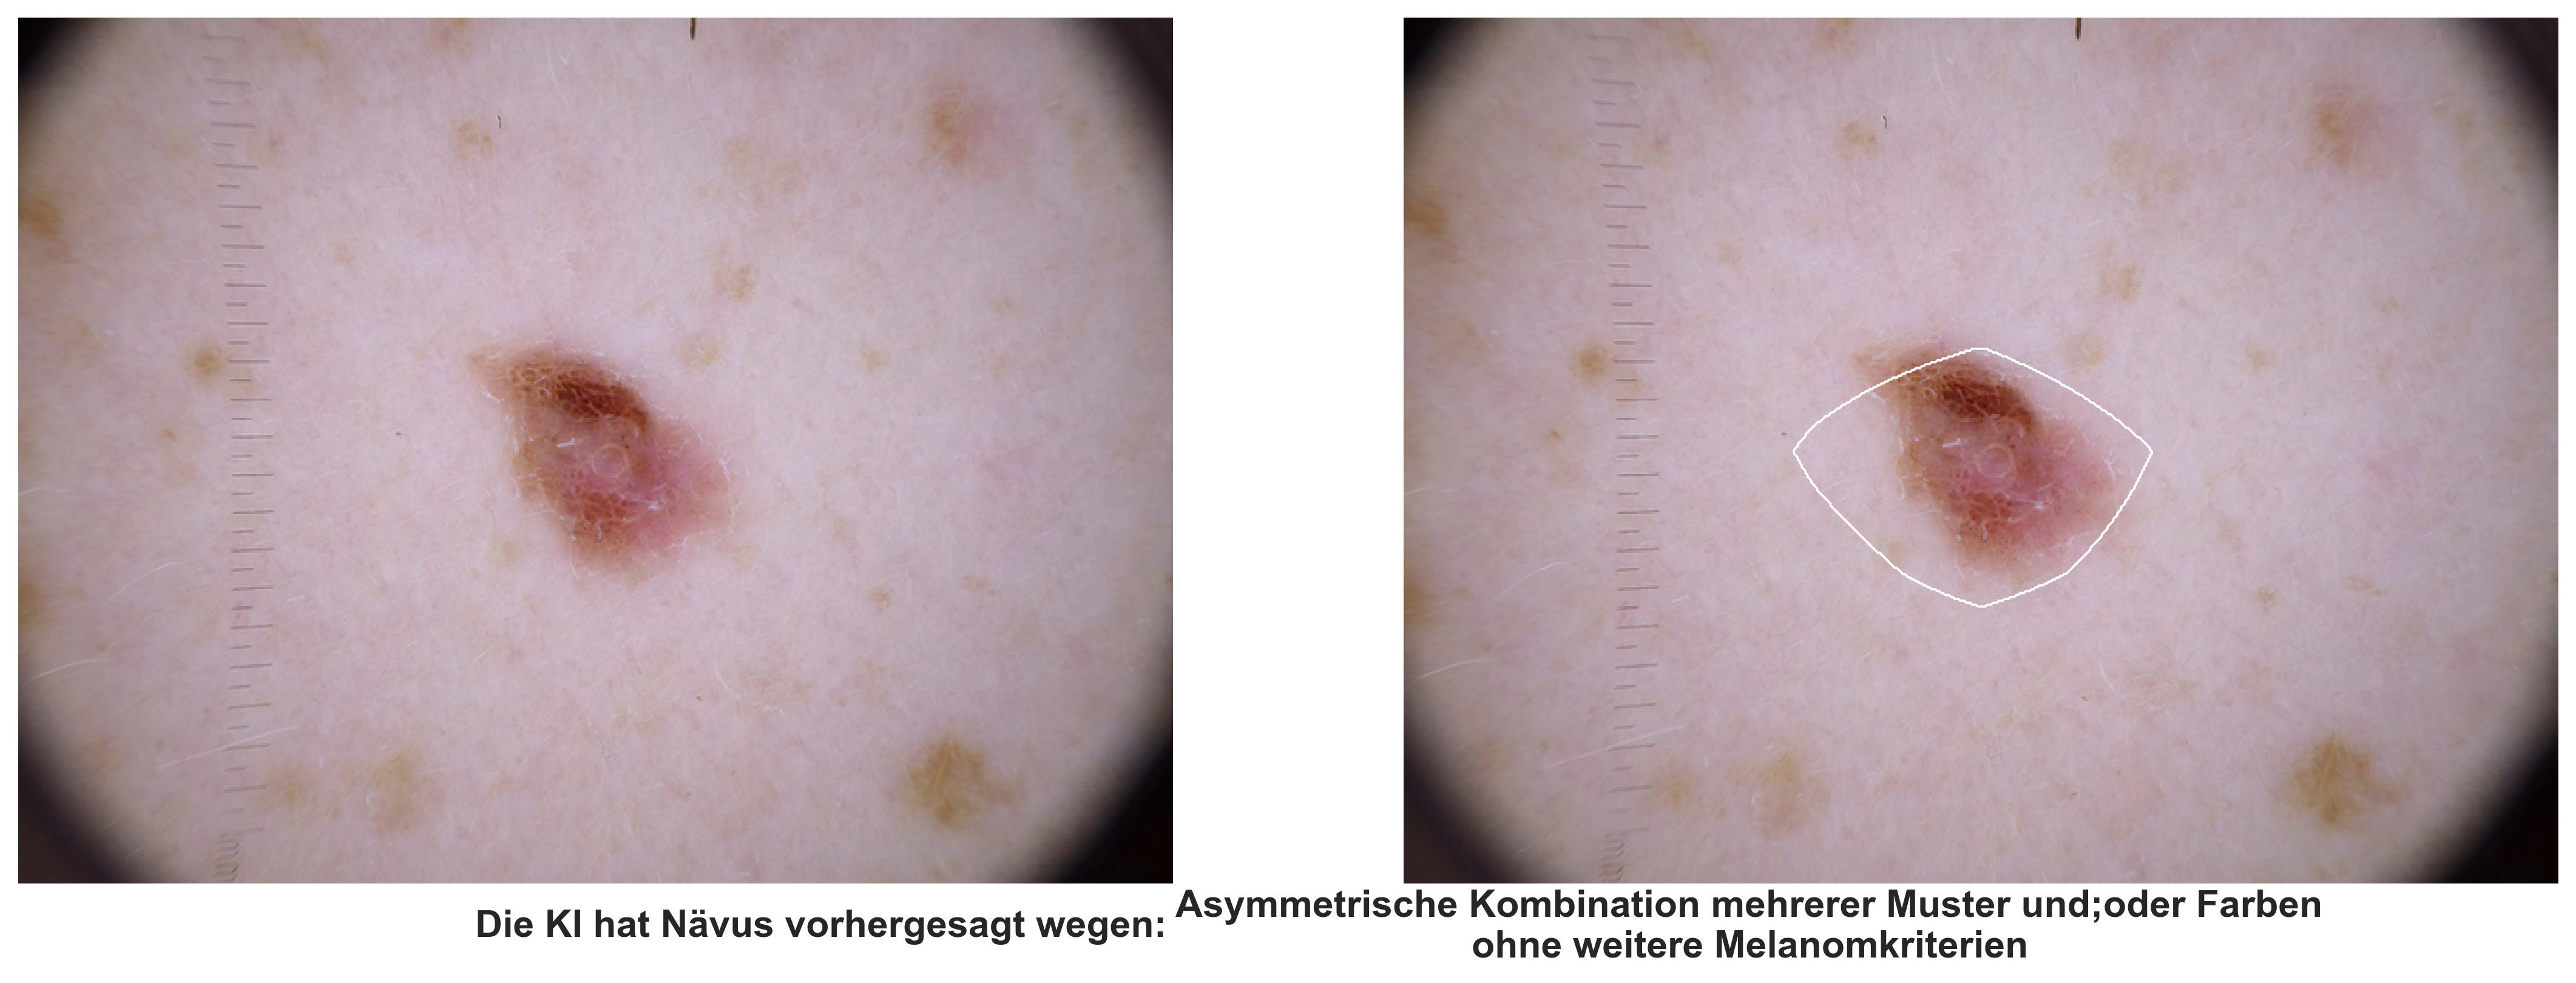 Die KI hat Nävus vorhergesagt wegen:
Asymmetrische Kombination mehrerer Muster und;oder Farben
ohne weitere Melanomkriterien